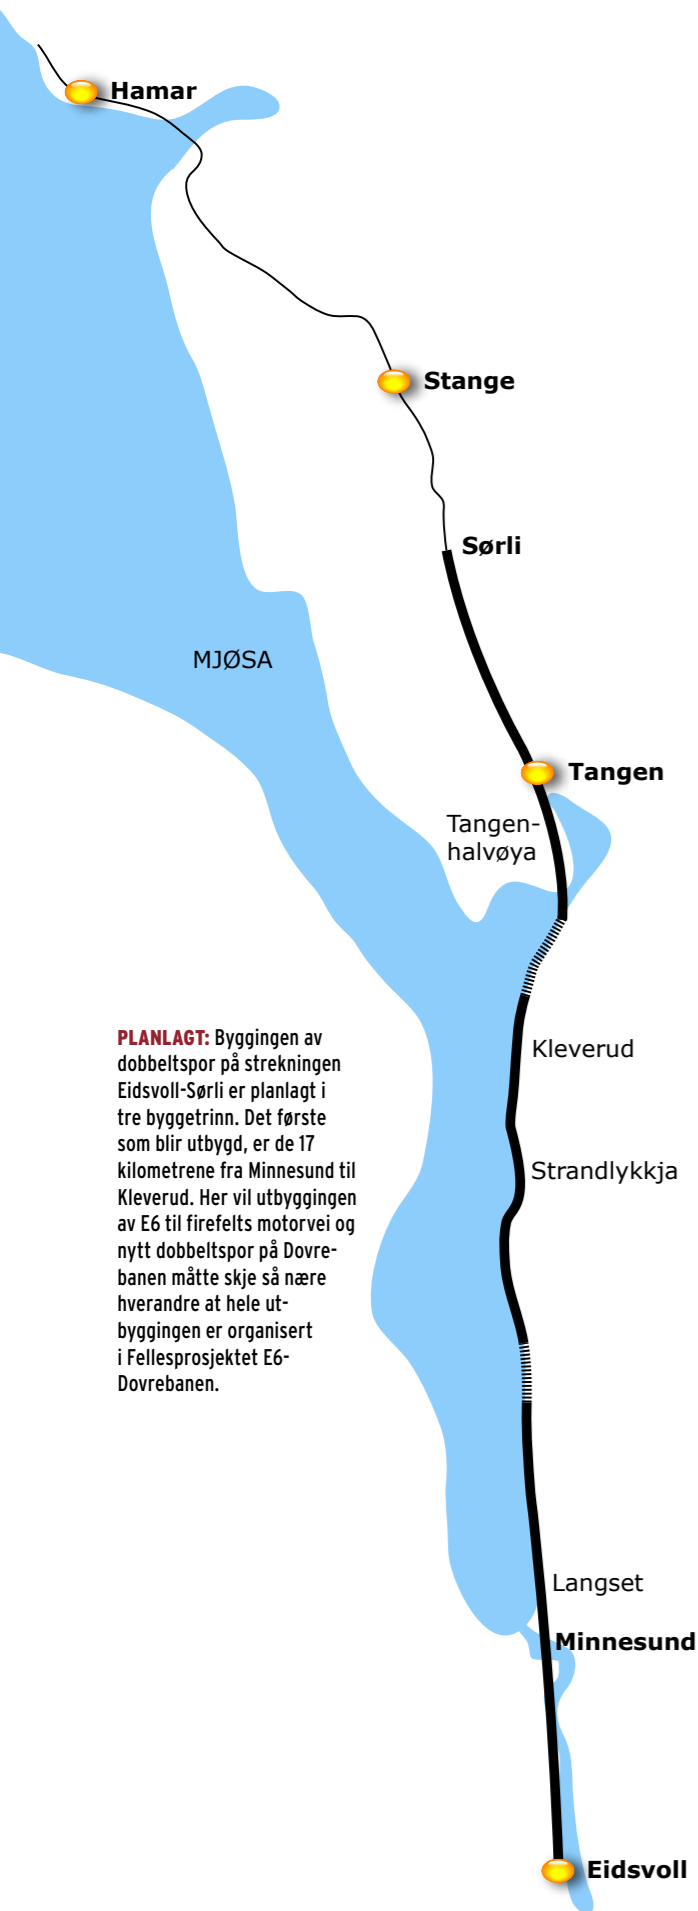 Hamar
Stange
Sørli
MJØSA
Tangen
Tangen-
halvøya
PLANLAGT: Byggingen av
dobbeltspor på strekningen
Eidsvoll-Sørli er planlagt i
tre byggetrinn. Det første
som blir utbygd, er de 17
kilometrene fra Minnesund til
Kleverud. Her vil utbyggingen
av E6 til firefelts motorvei og
nytt dobbeltspor på Dovre-
banen måtte skje så nære
hverandre at hele ut-
byggingen er organisert
i Fellesprosjektet E6-
Dovrebanen.
Kleverud
Strandlykkja
Langset
Minnesund
Eidsvoll